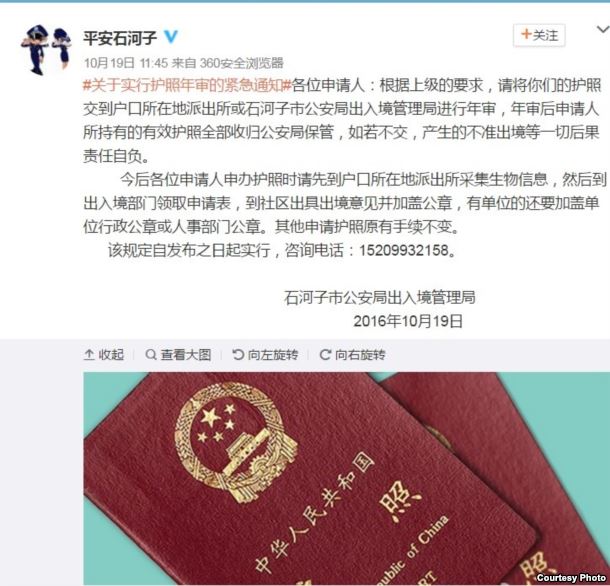 平安石河子
+关注
10月19日 11:45 来自 360安全浏览器
#关于实行护照年审的紧急通知#各位申请人：根据上级的要求，请将你们的护照
交到户口所在地派出所或石河子市公安局出入境管理局进行年审，年审后申请人
所持有的有效护照全部收归公安局保管，如若不交，产生的不准出境等一切后果
责任自负。
今后各位申请人申办护照时请先到户口所在地派出所采集生物信息，然后到
出入境部门领取申请表，到社区出具出境意见并加盖公章，有单位的还要加盖单
位行政公章或人事部门公章。其他申请护照原有手续不变。
该规定自发布之日起实行，咨询电话：15209932158。
石河子市公安局出入境管理局
2016年10月19日
收起 查看大图 向左旋转 向右旋转
中华人民共和国
照
public of China
RT
照
Courtesy Photo